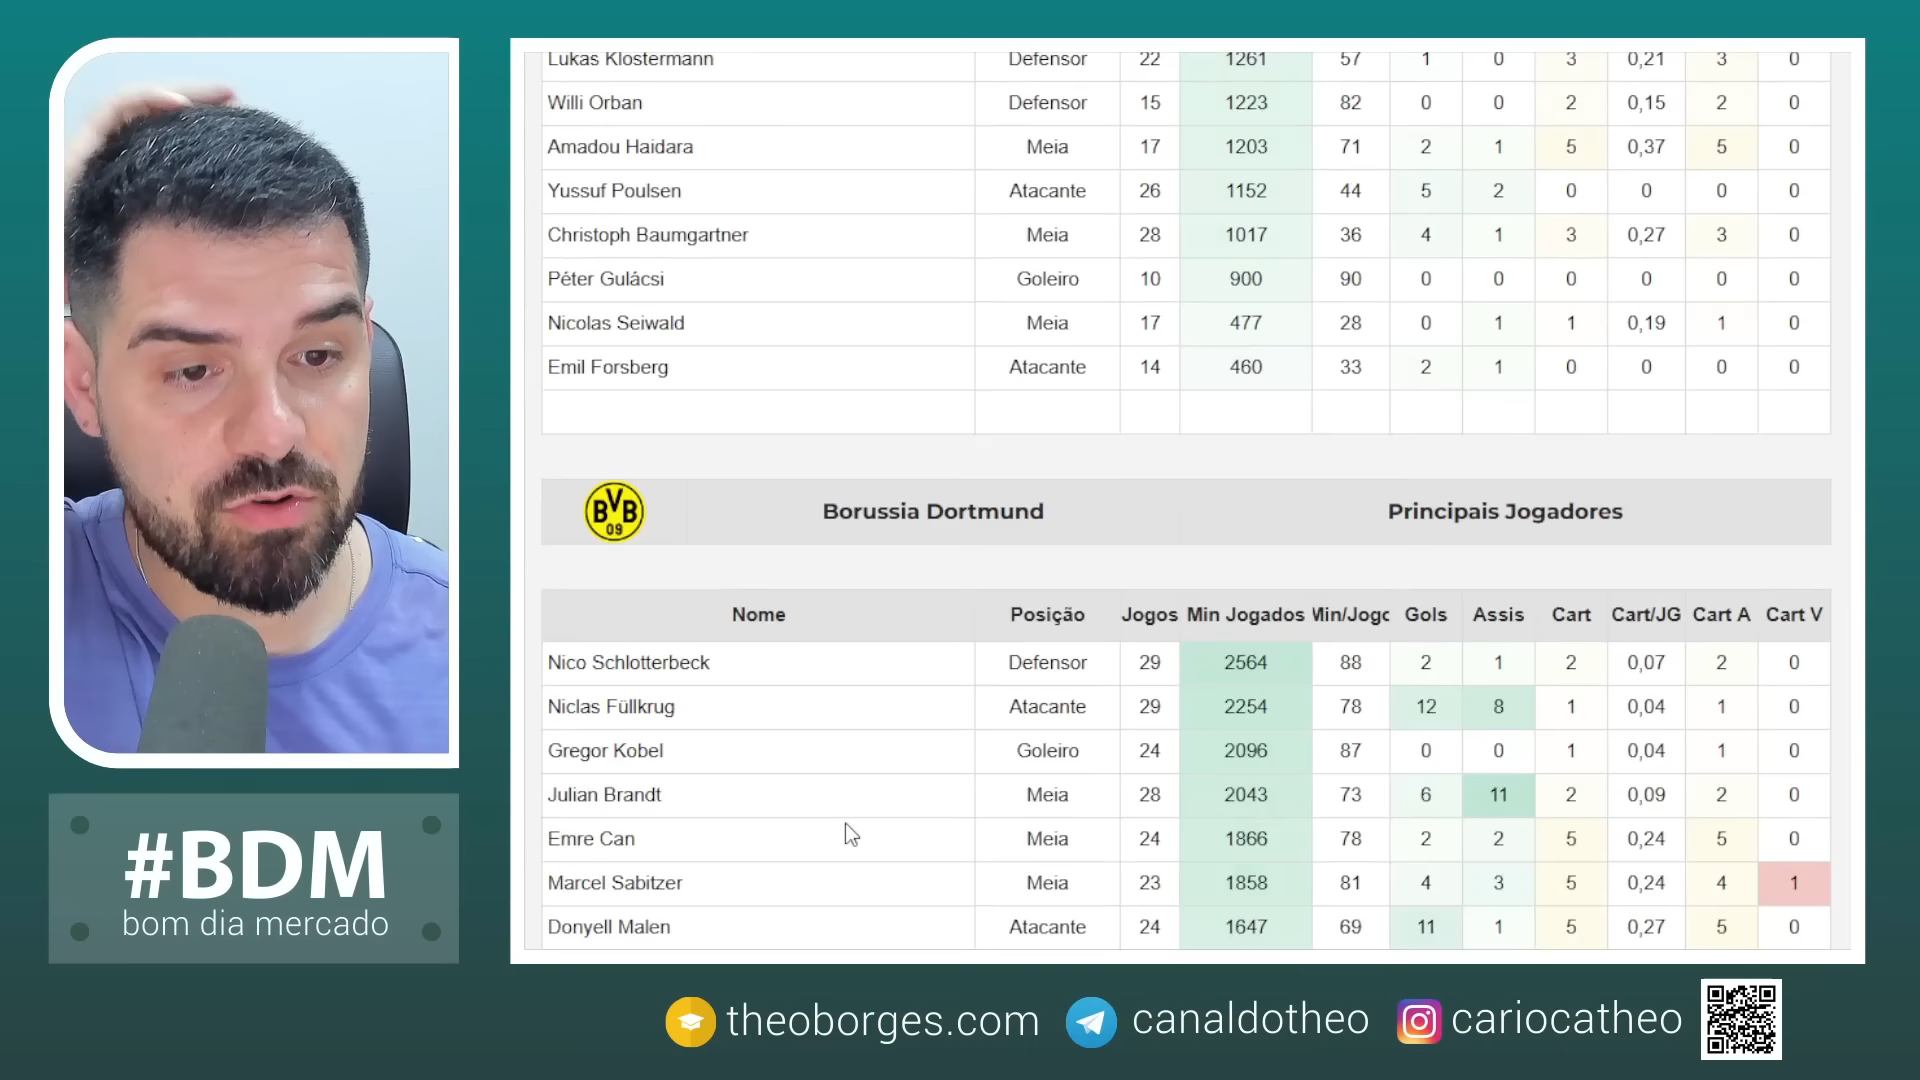 Lukas Klostermann Defensor 22 1261 57 1 0 3 0,21 3 0
Willi Orban Defensor 15 1223 82 0 0 2 0,15 2 0
Amadou Haidara Meia 17 1203 71 2 1 5 0,37 5 0
Yussuf Poulsen Atacante 26 1152 44 5 2 0 0 0 0
Christoph Baumgartner Meia 28 1017 36 4 1 3 0,27 3 0
Péter Gulácsi Goleiro 10 900 90 0 0 0 0 0 0
Nicolas Seiwald Meia 17 477 28 0 1 1 0,19 1 0
Emil Forsberg Atacante 14 460 33 2 1 0 0 0 0
BVB 09 Borussia Dortmund Principais Jogadores
Nome Posição Jogos Min Jogados Min/Jogo Gols Assis Cart Cart/JG Cart A Cart V
Nico Schlotterbeck Defensor 29 2564 88 2 1 2 0,07 2 0
Niclas Füllkrug Atacante 29 2254 78 12 8 1 0,04 1 0
Gregor Kobel Goleiro 24 2096 87 0 0 1 0,04 1 0
Julian Brandt Meia 28 2043 73 6 11 2 0,09 2 0
Emre Can Meia 24 1866 78 2 2 5 0,24 5 0
Marcel Sabitzer Meia 23 1858 81 4 3 5 0,24 4 1
Donyell Malen Atacante 24 1647 69 11 1 5 0,27 5 0
#BDM
bom dia mercado
theoborges.com canaldotheo cariocatheo